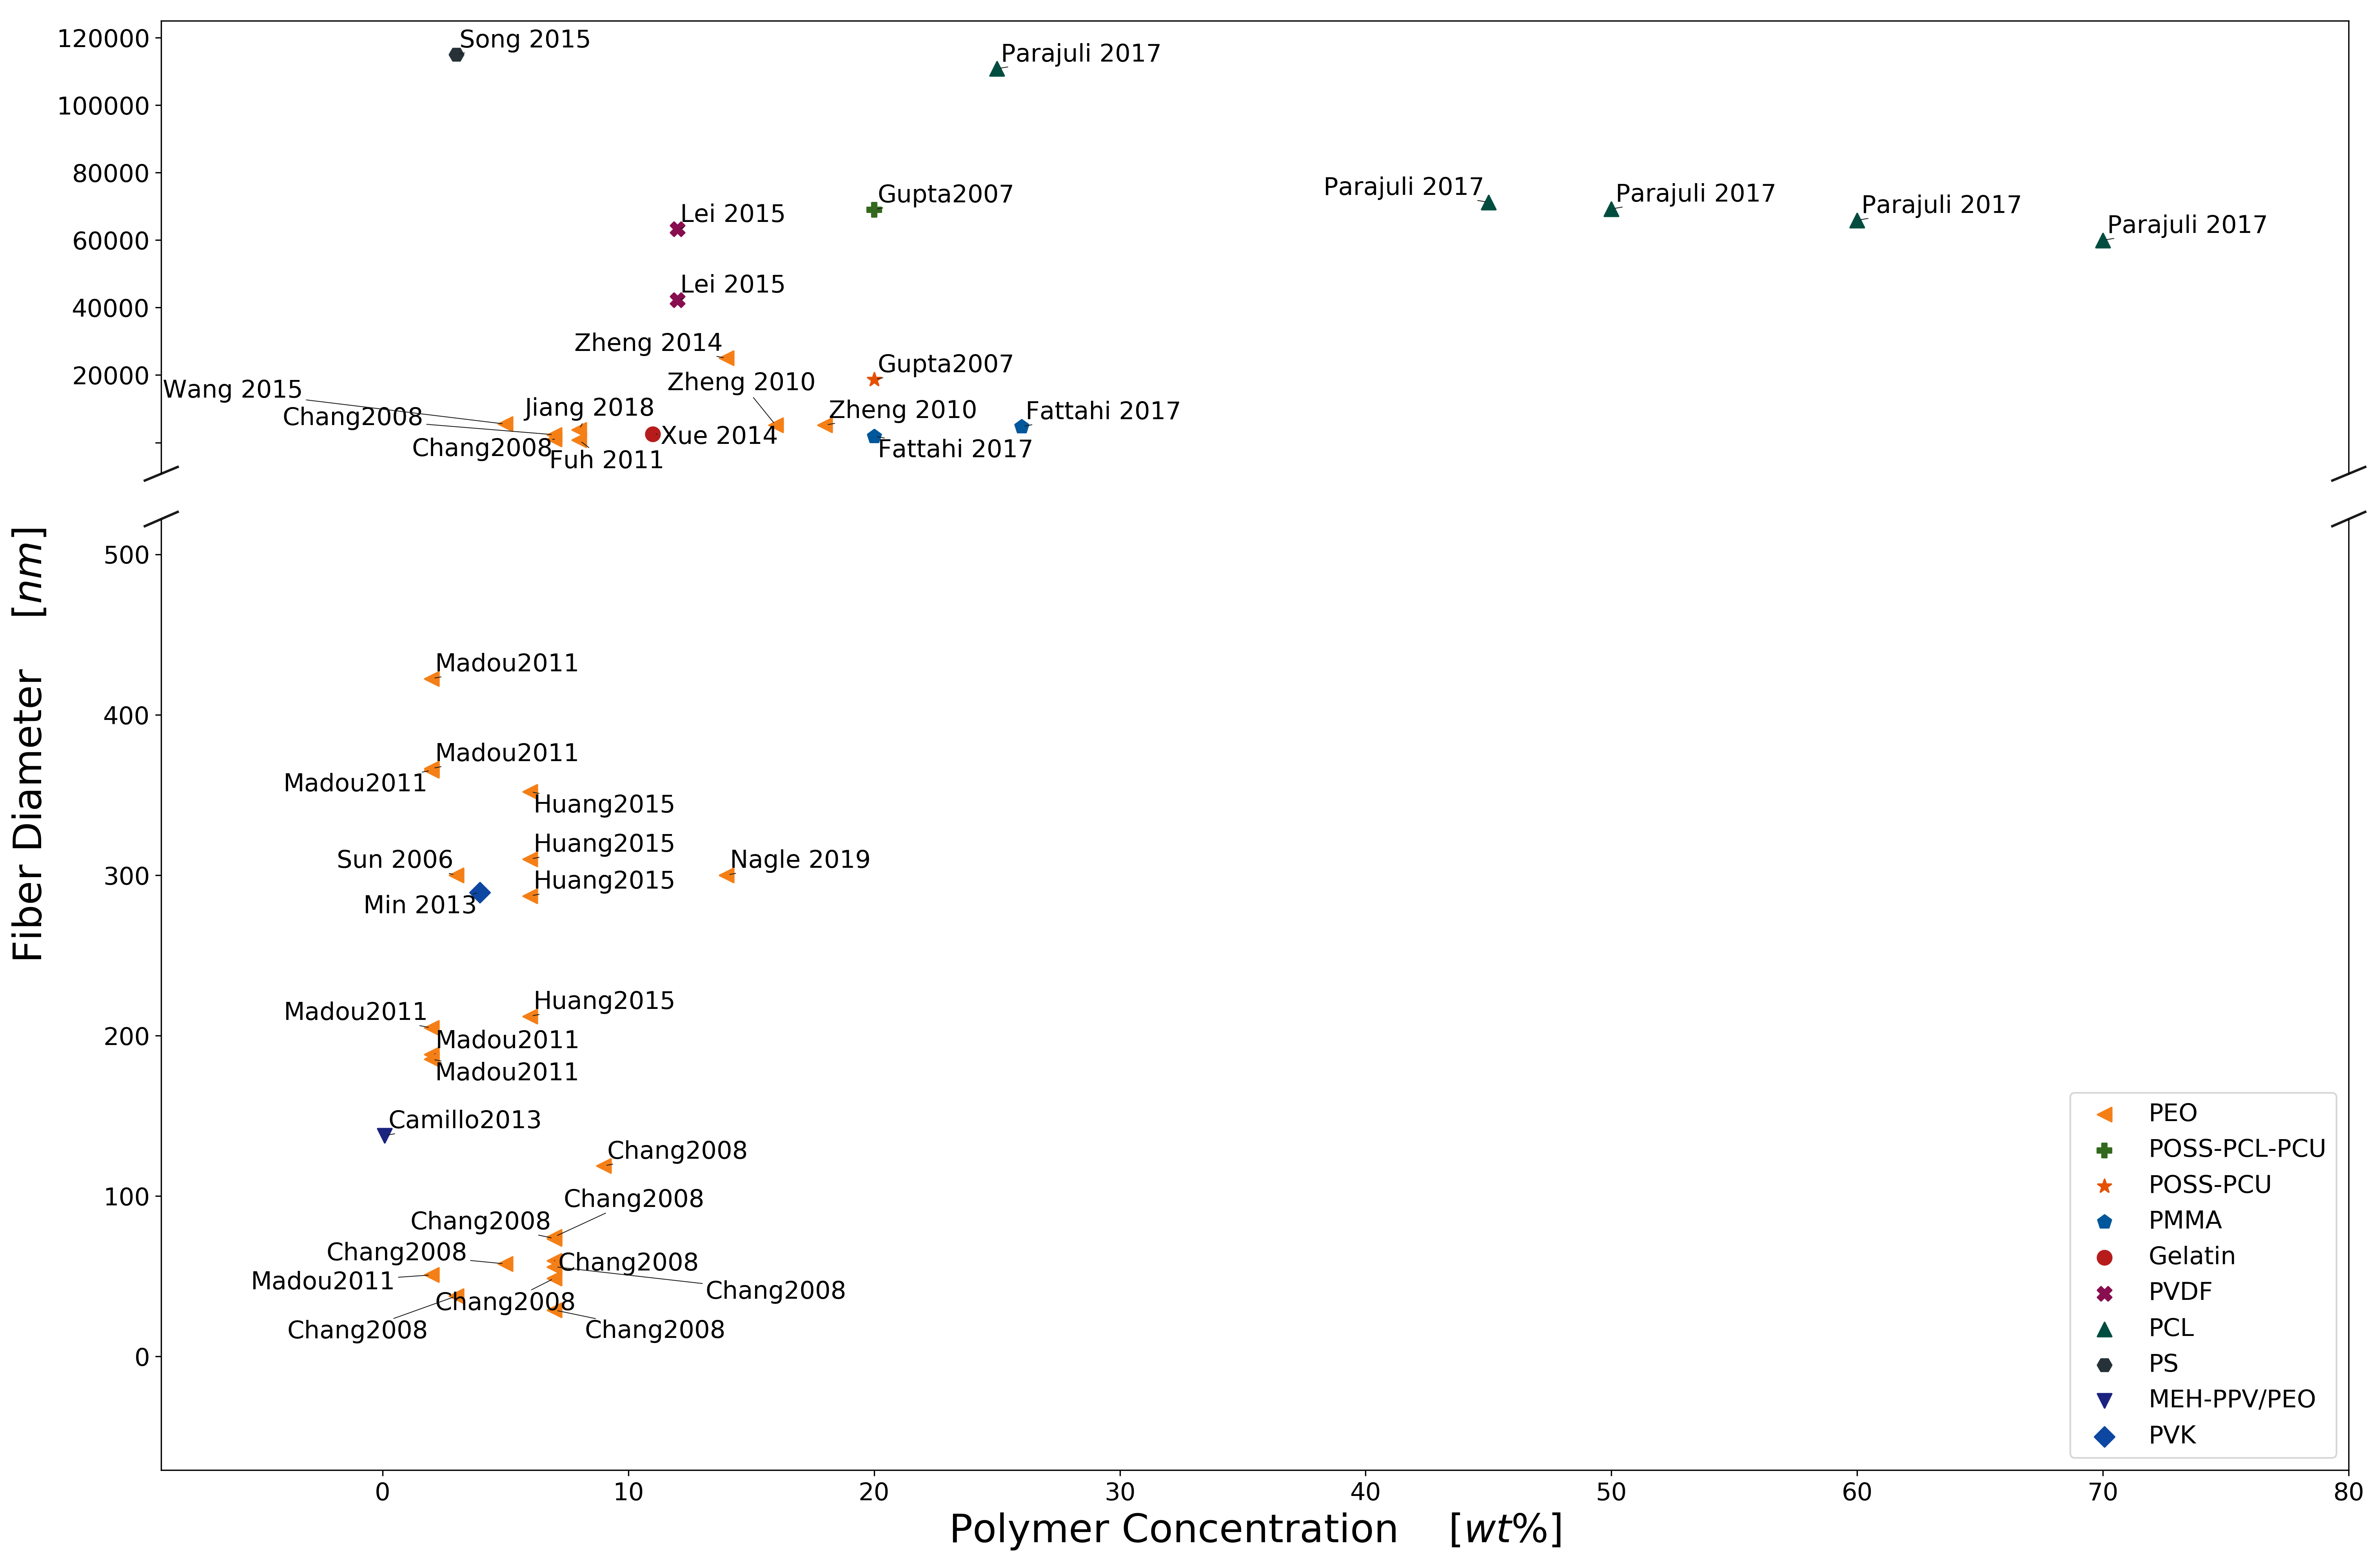 120000
Song 2015
Parajuli 2017
100000
80000
Parajuli 2017
Gupta2007
Parajuli 2017
Parajuli 2017
Lei 2015
Parajuli 2017
60000
Lei 2015
40000
Zheng 2014
Gupta2007
20000
Zheng 2010
Wang 2015
Jiang 2018
Zheng 2010
Fattahi 2017
Chang2008
Xue 2014
Chang2008
Fattahi 2017
Fuh 2011
Fiber Diameter [nm]
500
Madou2011
400
Madou2011
Madou2011
Huang2015
Huang2015
Sun 2006
Nagle 2019
300
Huang2015
Min 2013
Huang2015
Madou2011
200
Madou2011
Madou2011
Camillo2013
Chang2008
100
Chang2008
Chang2008
Chang2008
Chang2008
Madou2011
Chang2008
Chang2008
Chang2008
Chang2008
0
PEO
POSS-PCL-PCU
POSS-PCU
PMMA
Gelatin
PVDF
PCL
PS
MEH-PPV/PEO
PVK
0 10 20 30 40 50 60 70 80
Polymer Concentration [wt%]